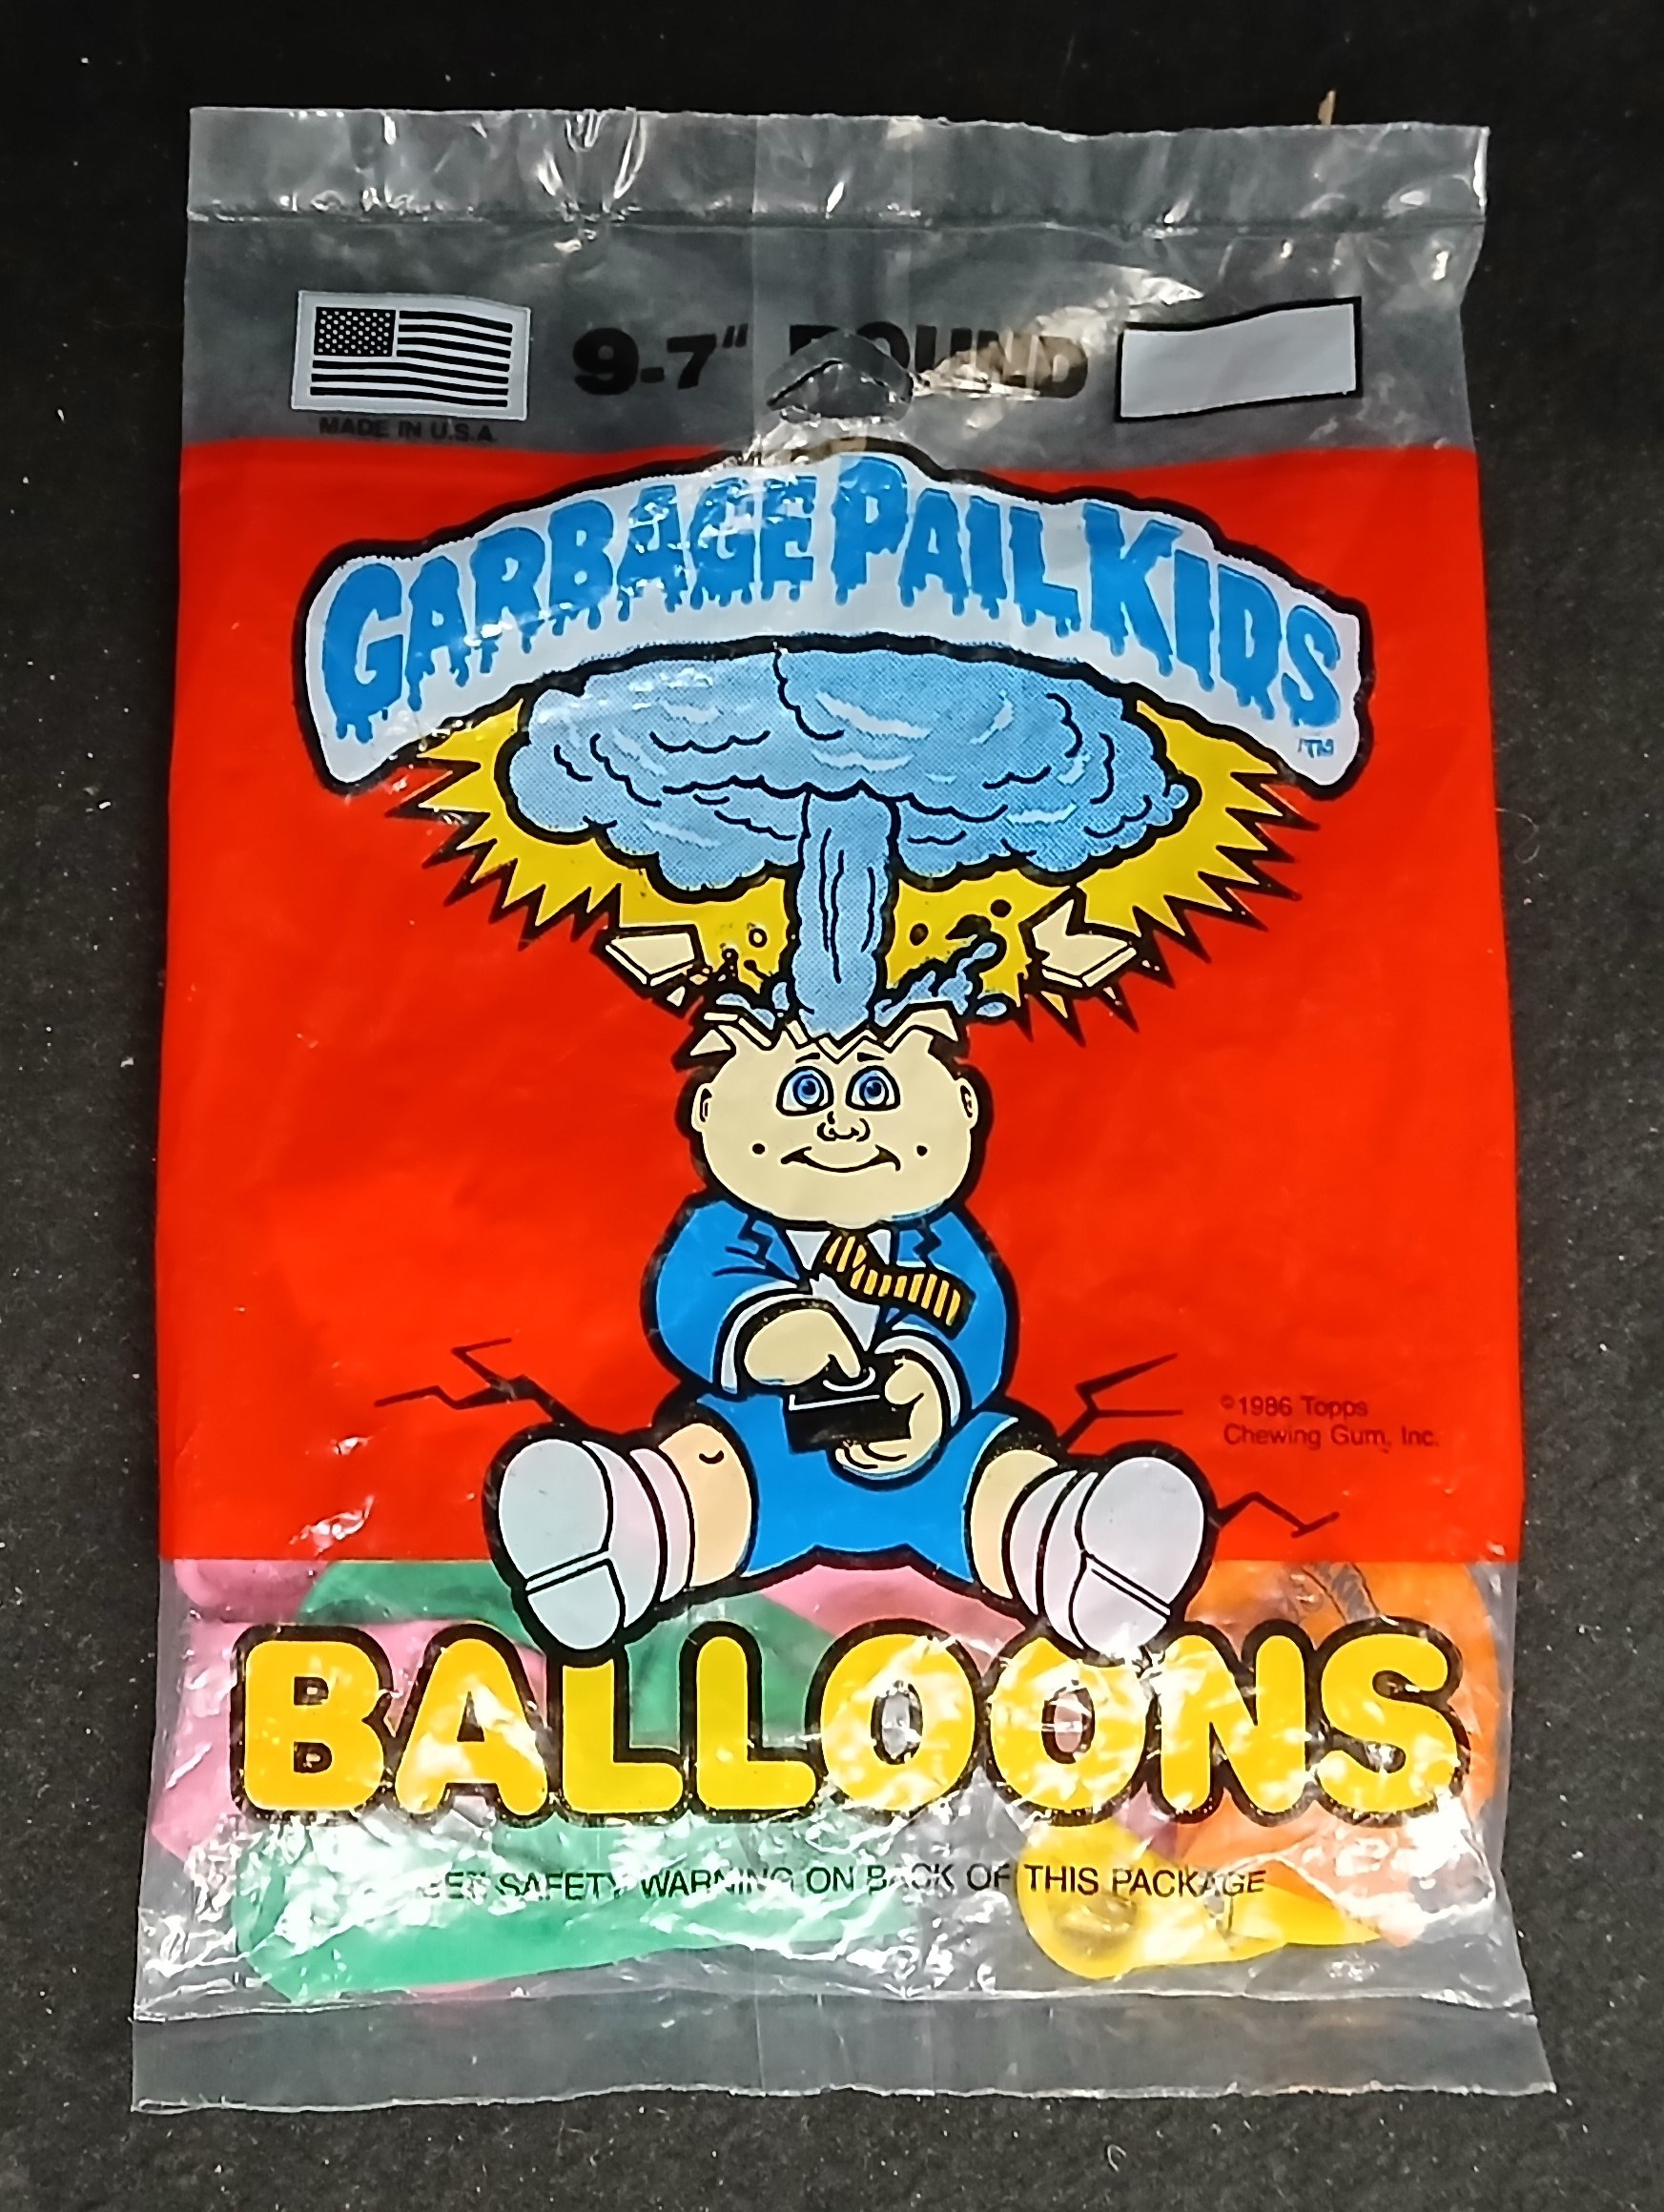 9-7" ROUND
MADE IN U.S.A.
GARBAGE PAIL KIDS
TM
©1986 Topps
Chewing Gum, Inc.
BALLOONS
SEE SAFETY WARNING ON BACK OF THIS PACKAGE